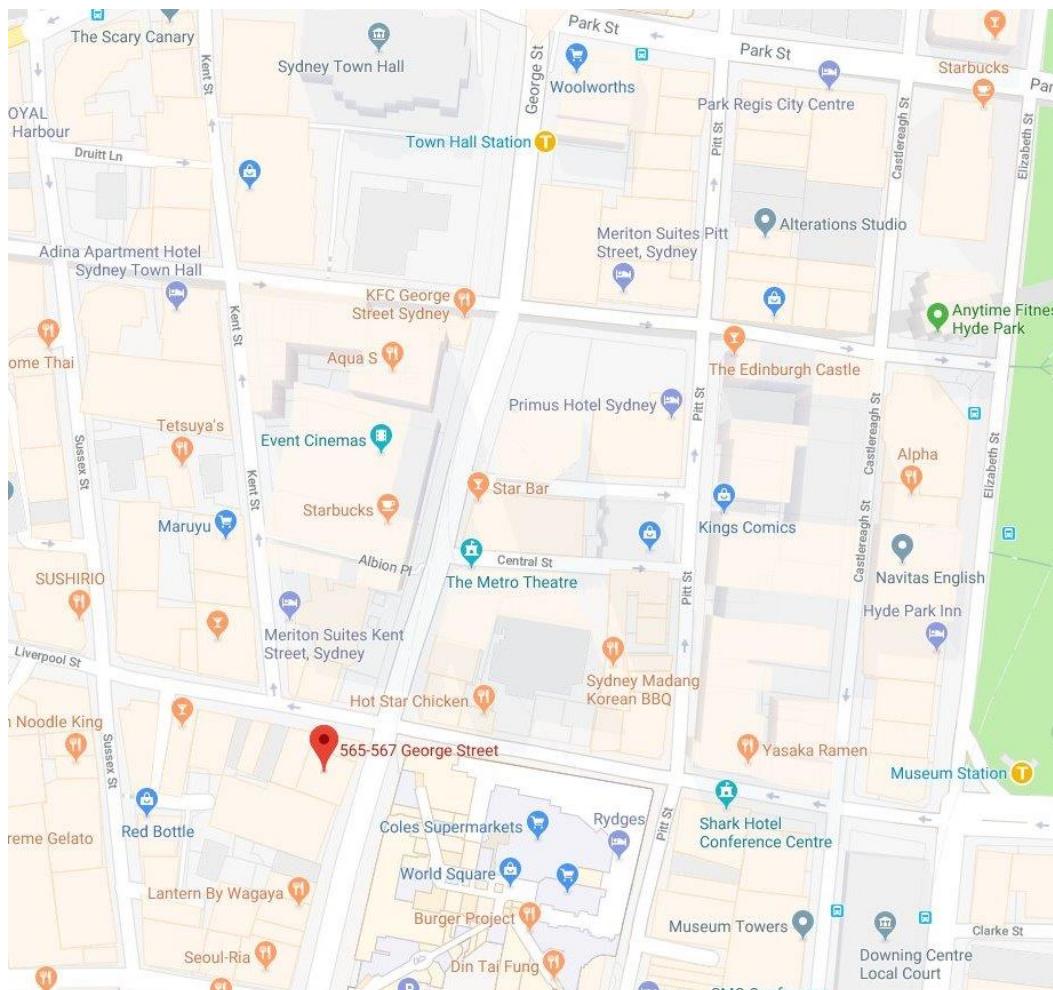 The Scary Canary
Kent St
Sydney Town Hall
George St
Park St
Woolworths
Park St
Park Regis City Centre
Starbucks
OYAL
Harbour
Town Hall Station
Pitt St
Castlereagh St
Elizabeth St
Druitt Ln
Adina Apartment Hotel
Sydney Town Hall
Meriton Suites Pitt
Street, Sydney
Alterations Studio
KFC George
Street Sydney
Anytime Fitne
Hyde Park
ome Thai
Kent St
Aqua S
The Edinburgh Castle
Primus Hotel Sydney
Pitt St
Castlereagh St
Elizabeth St
Tetsuya's
Event Cinemas
Sussex St
Kent St
Alpha
Star Bar
Starbucks
Maruyu
Kings Comics
Castlereagh St
Albion Pl
Central St
The Metro Theatre
Pitt St
SUSHIRIO
Navitas English
Hyde Park Inn
Meriton Suites Kent
Street, Sydney
Liverpool St
Sydney Madang
Korean BBQ
Hot Star Chicken
n Noodle King
Sussex St
565-567 George Street
Yasaka Ramen
Museum Station
Red Bottle
Coles Supermarkets
Rydges
Pitt St
Shark Hotel
Conference Centre
reme Gelato
World Square
Lantern By Wagaya
Burger Project
Museum Towers
Clarke St
Seoul-Ria
Din Tai Fung
Downing Centre
Local Court